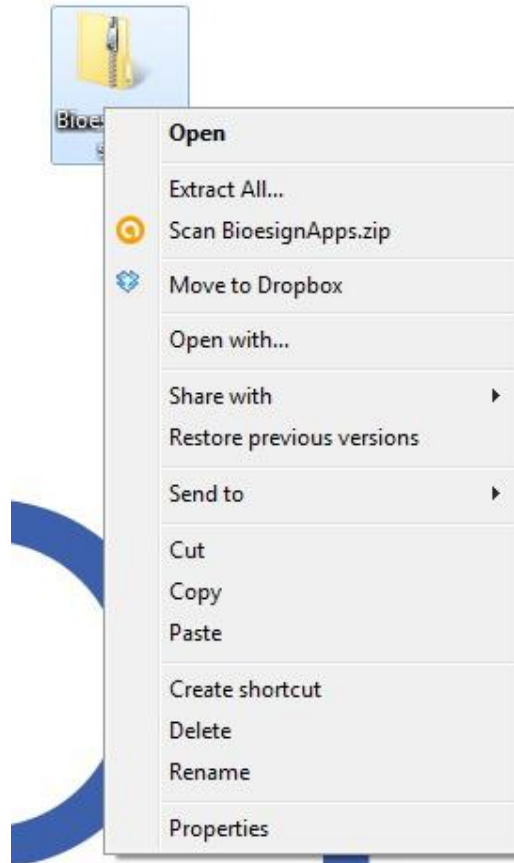 Open
Extract All...
Scan BioesignApps.zip
Move to Dropbox
Open with...
Share with
Restore previous versions
Send to
Cut
Copy
Paste
Create shortcut
Delete
Rename
Properties